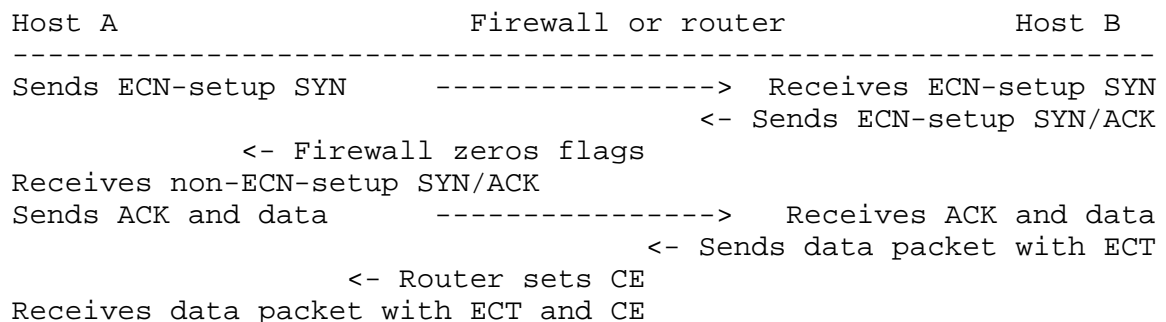 Host A                    Firewall or router             Host B
-----------------------------------------------------------------
Sends ECN-setup SYN     ----------------> Receives ECN-setup SYN
                                       <- Sends ECN-setup SYN/ACK
             <- Firewall zeros flags
Receives non-ECN-setup SYN/ACK
Sends ACK and data      ---------------->  Receives ACK and data
                                    <- Sends data packet with ECT
                   <- Router sets CE
Receives data packet with ECT and CE